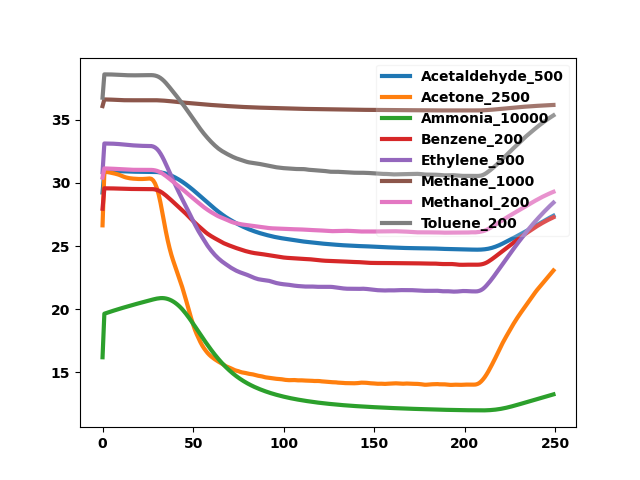 Acetaldehyde_500
Acetone_2500
Ammonia_10000
Benzene_200
Ethylene_500
Methane_1000
Methanol_200
Toluene_200
35
30
25
20
15
0 50 100 150 200 250